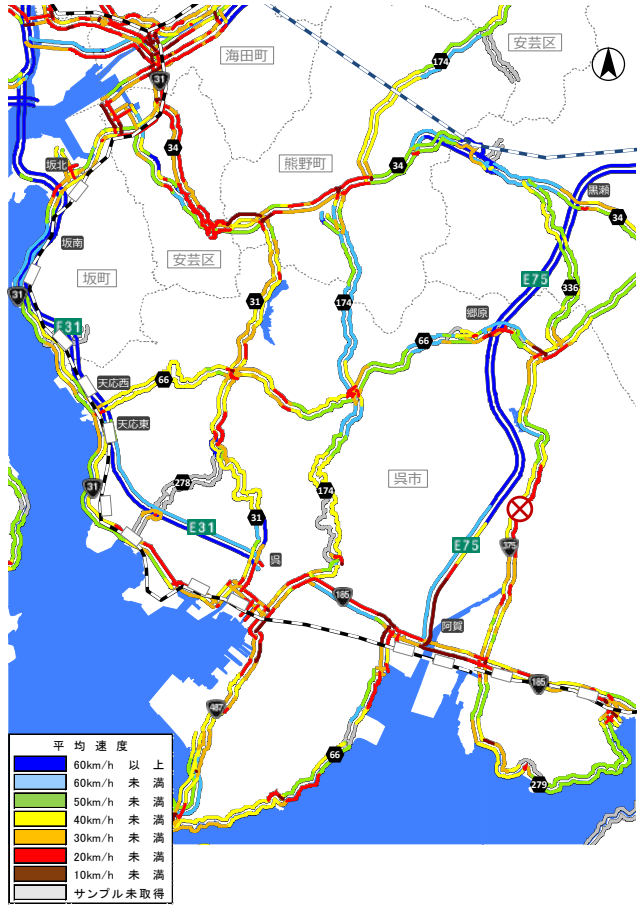 安芸区
174
海田町
31
34
熊野町
34
坂北
黒瀬
34
坂南
安芸区
坂町
E75
336
31
31
174
E31
郷原
66
天応西
66
天応東
呉市
278
174
31
31
E31
375
E75
呉
185
阿賀
185
487
66
279
平均速度
60km/h 以上
60km/h 未満
50km/h 未満
40km/h 未満
30km/h 未満
20km/h 未満
10km/h 未満
サンプル未取得